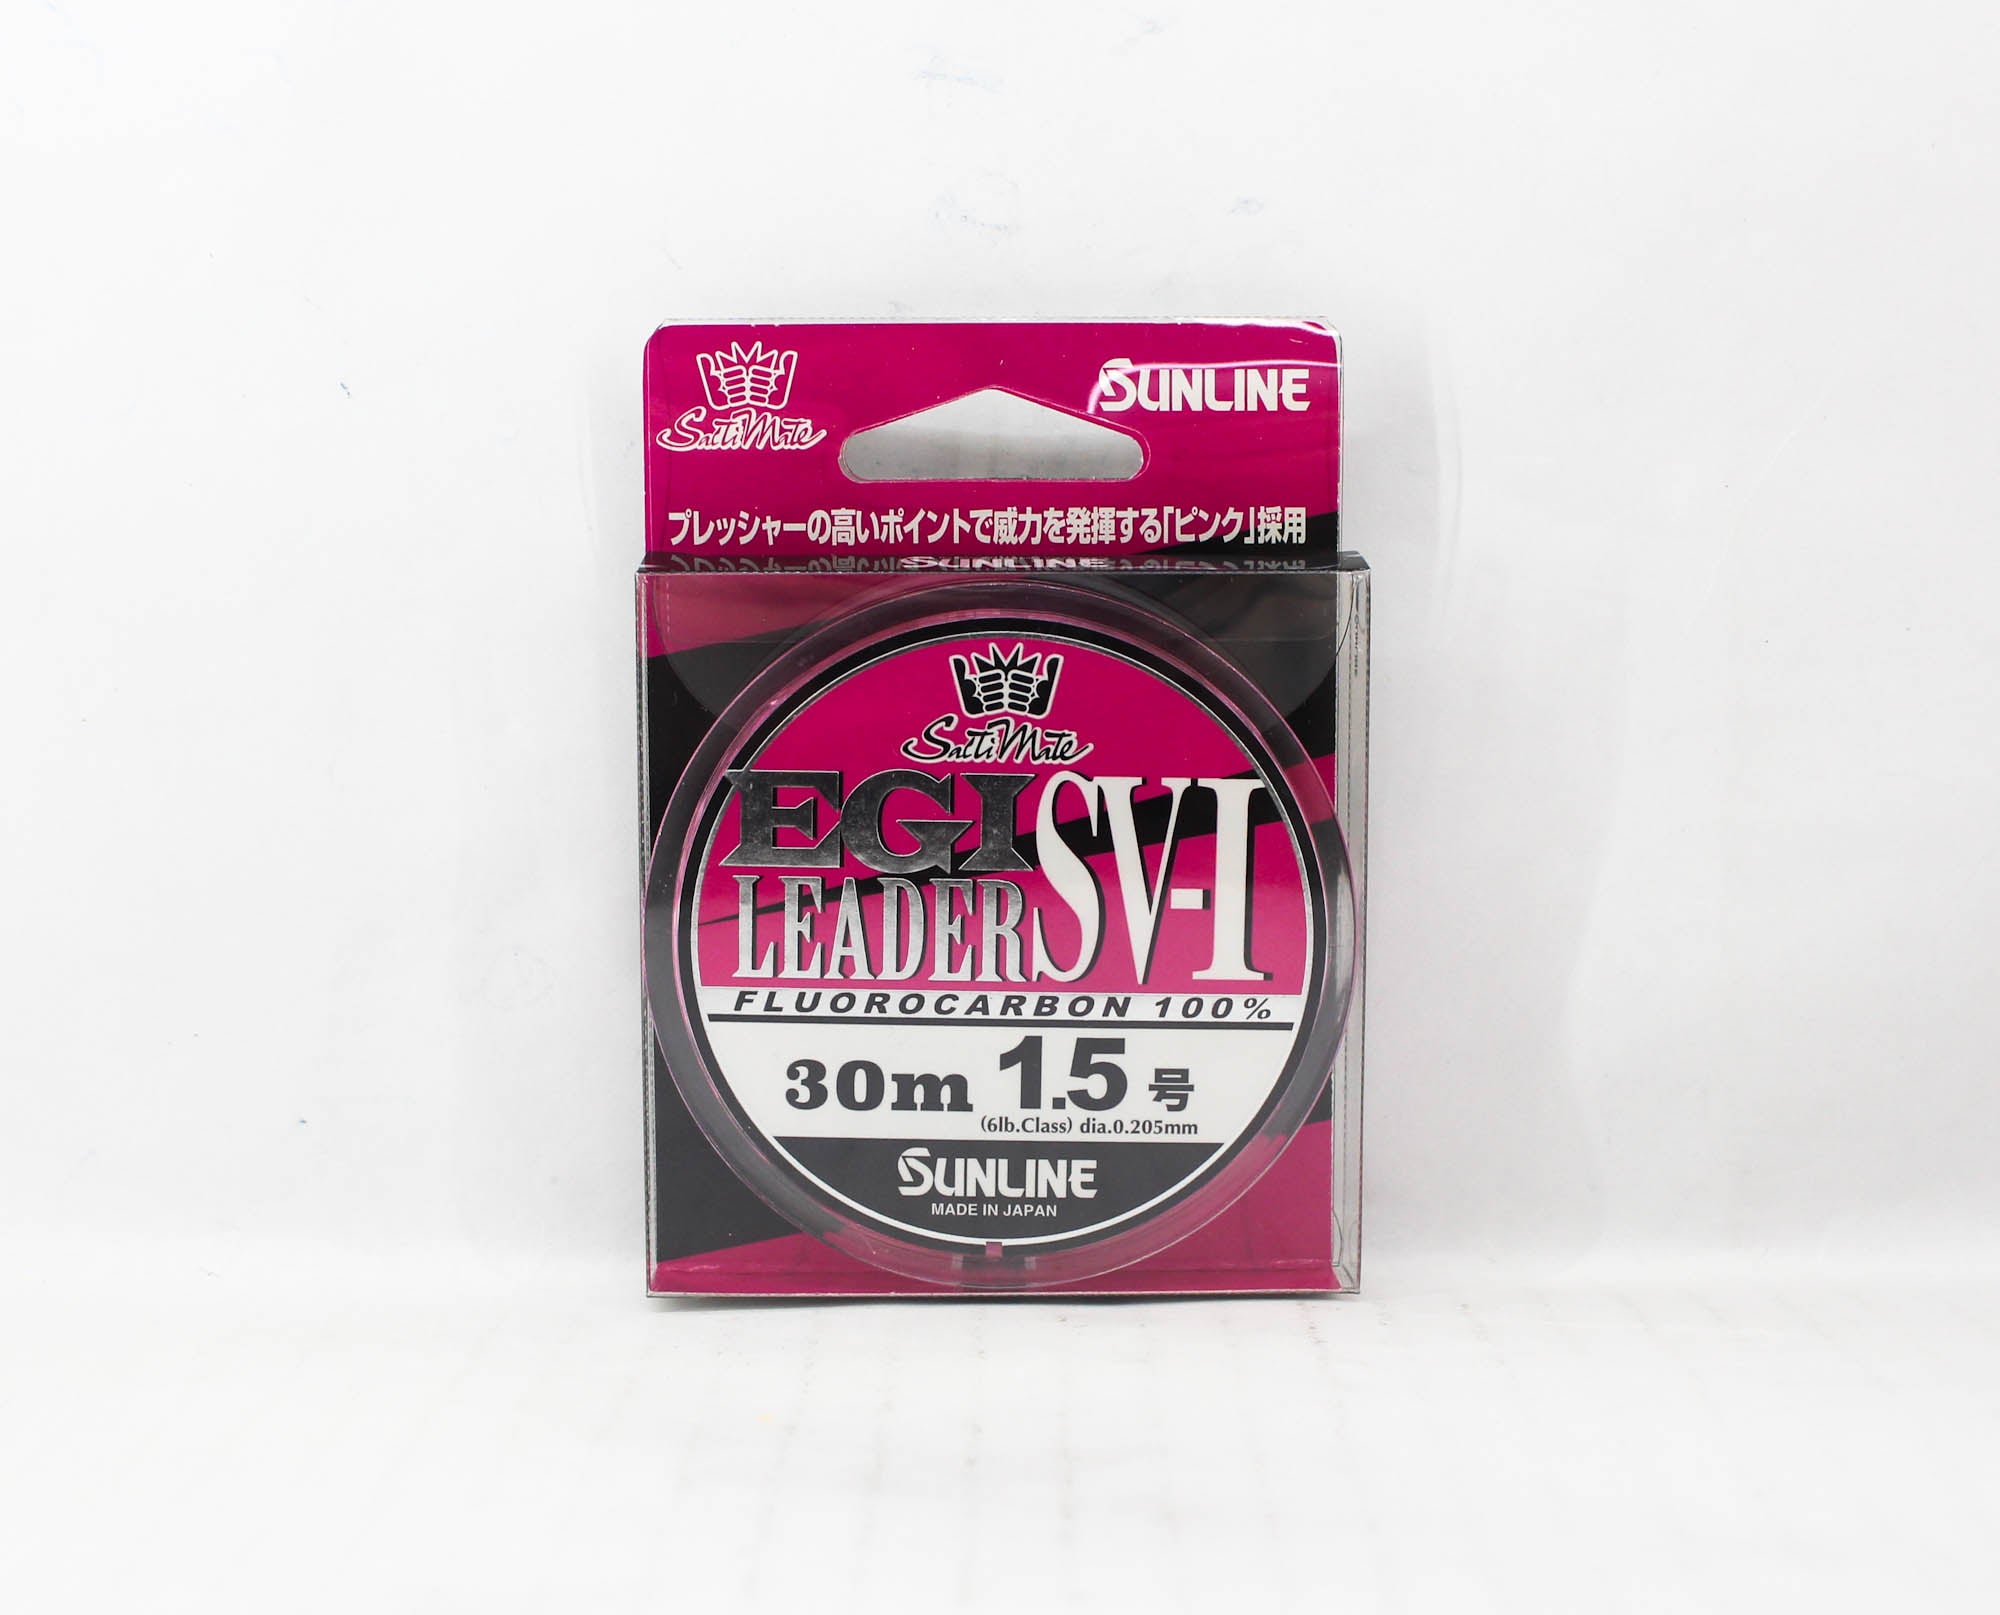 SaltiMate
SUNLINE
プレッシャーの高いポイントで威力を発揮する「ピンク」採用
SaltiMate
EGI
LEADER SV-I
FLUOROCARBON 100%
30m 1.5号
(6lb.Class) dia.0.205mm
SUNLINE
MADE IN JAPAN